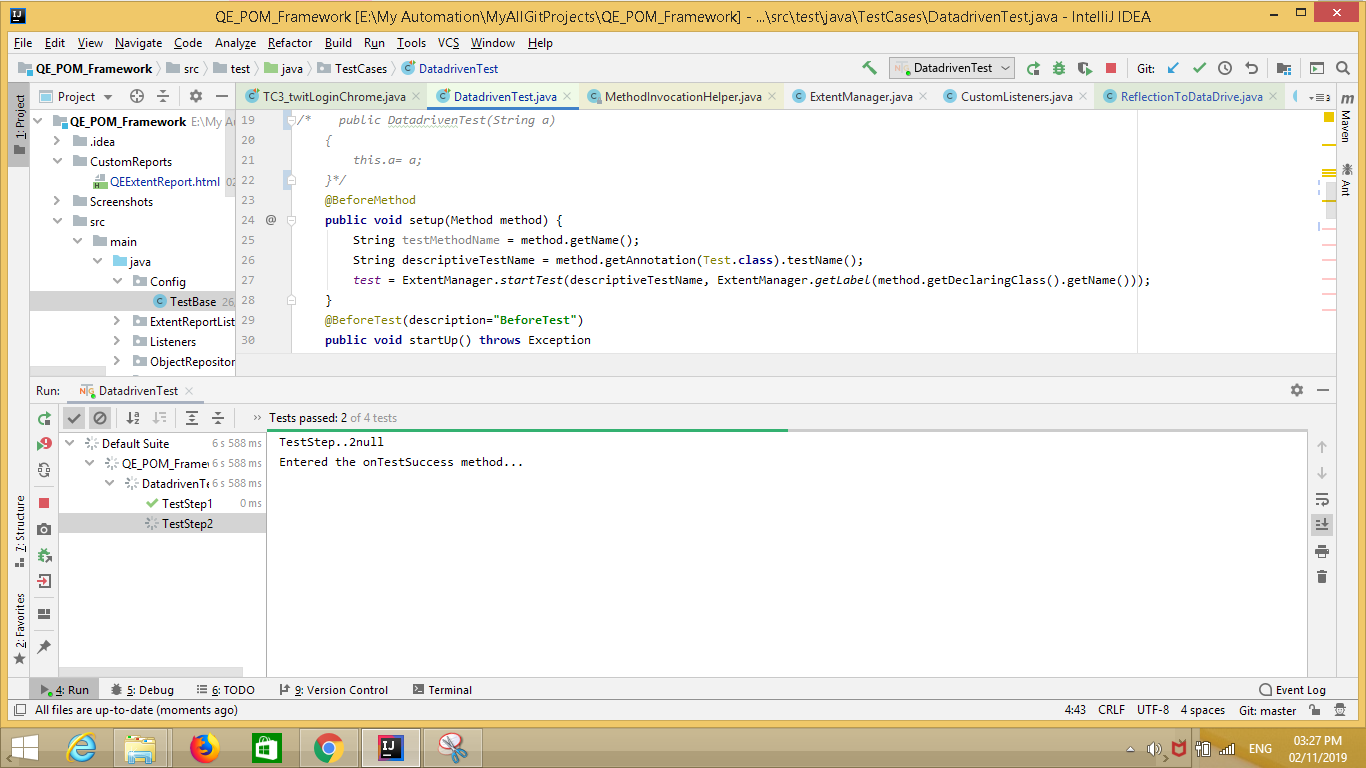 QE_POM_Framework [E:\My Automation\MyAllGitProjects\QE_POM_Framework] - ...\src\test\java\TestCases\DatadrivenTest.java - IntelliJ IDEA
File Edit View Navigate Code Analyze Refactor Build Run Tools VCS Window Help
QE_POM_Framework src test java TestCases DatadrivenTest DatadrivenTest Git:
Project TC3_twitLoginChrome.java DatadrivenTest.java MethodInvocationHelper.java ExtentManager.java CustomListeners.java ReflectionToDataDrive.java
1: Project
QE_POM_Framework E:\My A
.idea
CustomReports
QEExtentReport.html 02
Screenshots
src
main
java
Config
TestBase 26
ExtentReportList
Listeners
ObjectRepositor
19 /* public DatadrivenTest(String a)
20 {
21 this.a= a;
22 }*/
23 @BeforeMethod
24 @ public void setup(Method method) {
25 String testMethodName = method.getName();
26 String descriptiveTestName = method.getAnnotation(Test.class).testName();
27 test = ExtentManager.startTest(descriptiveTestName, ExtentManager.getLabel(method.getDeclaringClass().getName()));
28 }
29 @BeforeTest(description="BeforeTest")
30 public void startUp() throws Exception
Maven
Ant
Run: DatadrivenTest
Tests passed: 2 of 4 tests
Default Suite 6 s 588 ms
QE_POM_Framew 6 s 588 ms
DatadrivenTe 6 s 588 ms
TestStep1 0 ms
TestStep2
TestStep..2null
Entered the onTestSuccess method...
7: Structure
2: Favorites
4: Run 5: Debug 6: TODO 9: Version Control Terminal Event Log
All files are up-to-date (moments ago) 4:43 CRLF UTF-8 4 spaces Git: master
ENG
03:27 PM
02/11/2019